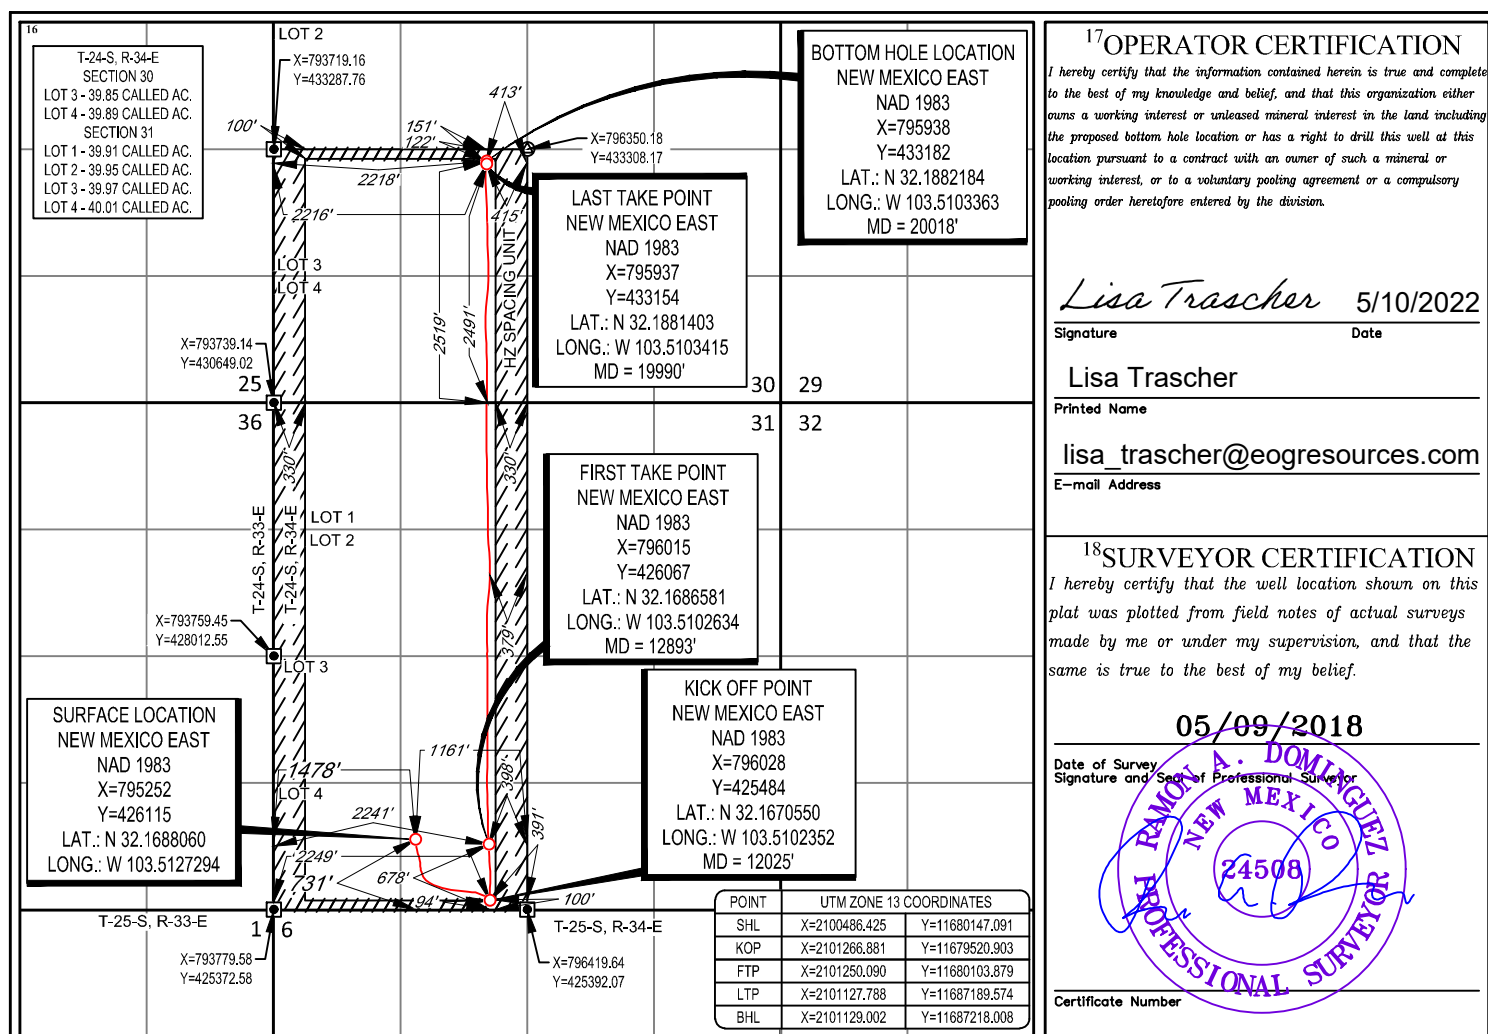 16
T-24-S, R-34-E
SECTION 30
LOT 3 - 39.85 CALLED AC.
LOT 4 - 39.89 CALLED AC.
SECTION 31
LOT 1 - 39.91 CALLED AC.
LOT 2 - 39.95 CALLED AC.
LOT 3 - 39.97 CALLED AC.
LOT 4 - 40.01 CALLED AC.
LOT 2
X=793719.16
Y=433287.76
100'
151'
122'
413'
X=796350.18
Y=433308.17
2218'
2216'
415'
BOTTOM HOLE LOCATION
NEW MEXICO EAST
NAD 1983
X=795938
Y=433182
LAT.: N 32.1882184
LONG.: W 103.5103363
MD = 20018'
LAST TAKE POINT
NEW MEXICO EAST
NAD 1983
X=795937
Y=433154
LAT.: N 32.1881403
LONG.: W 103.5103415
MD = 19990'
LOT 3
LOT 4
HZ SPACING UNIT
2519'
2491'
X=793739.14
Y=430649.02
25
30
29
36
31
32
330'
330'
T-24-S, R-33-E
T-24-S, R-34-E
LOT 1
LOT 2
FIRST TAKE POINT
NEW MEXICO EAST
NAD 1983
X=796015
Y=426067
LAT.: N 32.1686581
LONG.: W 103.5102634
MD = 12893'
X=793759.45
Y=428012.55
LOT 3
379'
KICK OFF POINT
NEW MEXICO EAST
NAD 1983
X=796028
Y=425484
LAT.: N 32.1670550
LONG.: W 103.5102352
MD = 12025'
SURFACE LOCATION
NEW MEXICO EAST
NAD 1983
X=795252
Y=426115
LAT.: N 32.1688060
LONG.: W 103.5127294
1478'
1161'
LOT 4
398'
391'
2241'
2249'
731'
678'
94'
100'
T-25-S, R-33-E
1
6
T-25-S, R-34-E
X=793779.58
Y=425372.58
X=796419.64
Y=425392.07
POINT UTM ZONE 13 COORDINATES
SHL X=2100486.425 Y=11680147.091
KOP X=2101266.881 Y=11679520.903
FTP X=2101250.090 Y=11680103.879
LTP X=2101127.788 Y=11687189.574
BHL X=2101129.002 Y=11687218.008
17OPERATOR CERTIFICATION
I hereby certify that the information contained herein is true and complete
to the best of my knowledge and belief, and that this organization either
owns a working interest or unleased mineral interest in the land including
the proposed bottom hole location or has a right to drill this well at this
location pursuant to a contract with an owner of such a mineral or
working interest, or to a voluntary pooling agreement or a compulsory
pooling order heretofore entered by the division.
Lisa Trascher 5/10/2022
Signature Date
Lisa Trascher
Printed Name
lisa_trascher@eogresources.com
E-mail Address
18SURVEYOR CERTIFICATION
I hereby certify that the well location shown on this
plat was plotted from field notes of actual surveys
made by me or under my supervision, and that the
same is true to the best of my belief.
05/09/2018
Date of Survey
Signature and Seal of Professional Surveyor
RAMON A. DOMINGUEZ
NEW MEXICO
24508
PROFESSIONAL SURVEYOR
Certificate Number